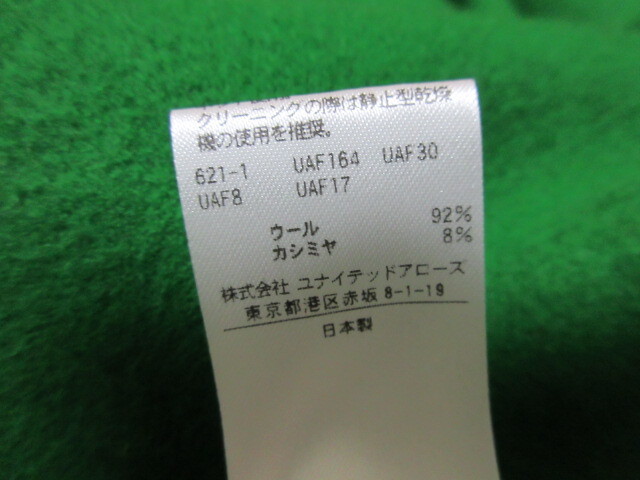 クリーニングの際は静止型乾燥
機の使用を推奨。
621-1 UAF164 UAF30
UAF8 UAF17
ウール 92%
カシミヤ 8%
株式会社 ユナイテッドアローズ
東京都港区赤坂 8-1-19
日本製